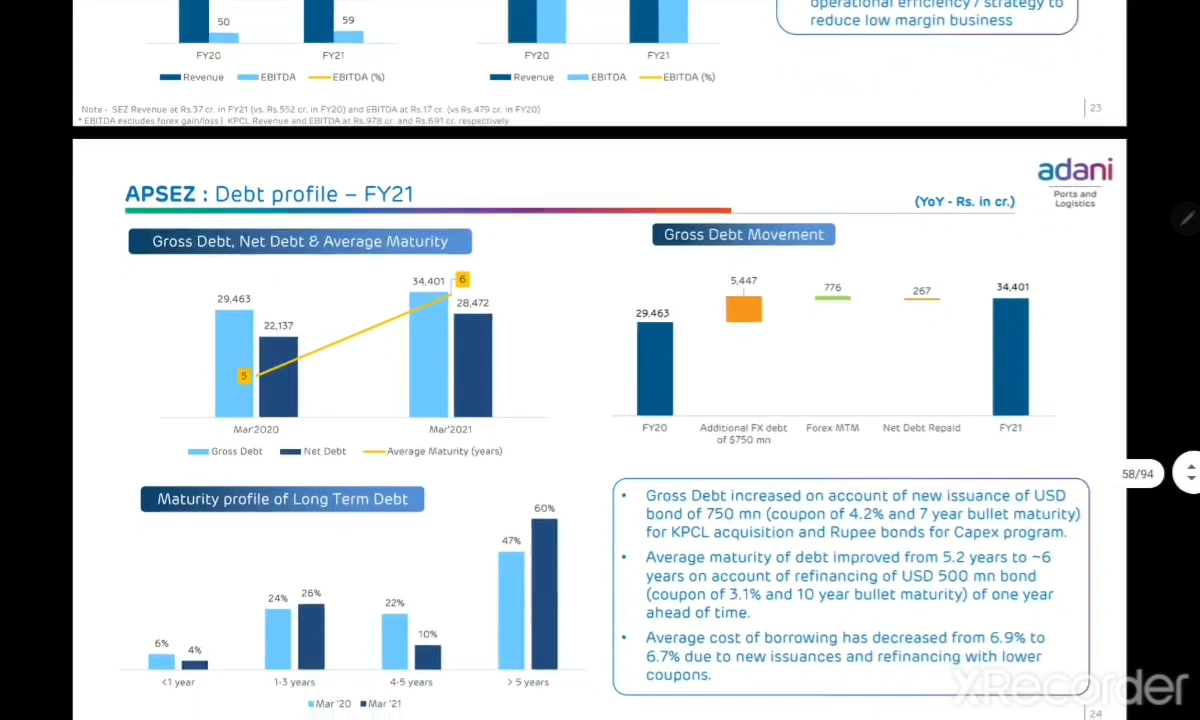 operational efficiency / strategy to
reduce low margin business
50
59
FY20
FY21
FY20
FY21
Revenue
EBITDA
EBITDA (%)
Revenue
EBITDA
EBITDA (%)
Note - SEZ Revenue at Rs.37 cr. in FY21 (vs. Rs.552 cr. in FY20) and EBITDA at Rs.17 cr. (vs Rs.479 cr. in FY20)
* EBITDA excludes forex gain/loss | KPCL Revenue and EBITDA at Rs.978 cr. and Rs.691 cr. respectively
23
adani
Ports and
Logistics
APSEZ : Debt profile – FY21
(YoY - Rs. in cr.)
Gross Debt, Net Debt & Average Maturity
29,463
22,137
5
34,401
6
28,472
Mar'2020
Mar'2021
Gross Debt
Net Debt
Average Maturity (years)
Gross Debt Movement
29,463
5,447
776
267
34,401
FY20
Additional FX debt
of $750 mn
Forex MTM
Net Debt Repaid
FY21
58/94
Maturity profile of Long Term Debt
6%
4%
24%
26%
22%
10%
47%
60%
<1 year
1-3 years
4-5 years
> 5 years
Mar '20
Mar '21
• Gross Debt increased on account of new issuance of USD
bond of 750 mn (coupon of 4.2% and 7 year bullet maturity)
for KPCL acquisition and Rupee bonds for Capex program.
• Average maturity of debt improved from 5.2 years to ~6
years on account of refinancing of USD 500 mn bond
(coupon of 3.1% and 10 year bullet maturity) of one year
ahead of time.
• Average cost of borrowing has decreased from 6.9% to
6.7% due to new issuances and refinancing with lower
coupons.
XRecorder
24